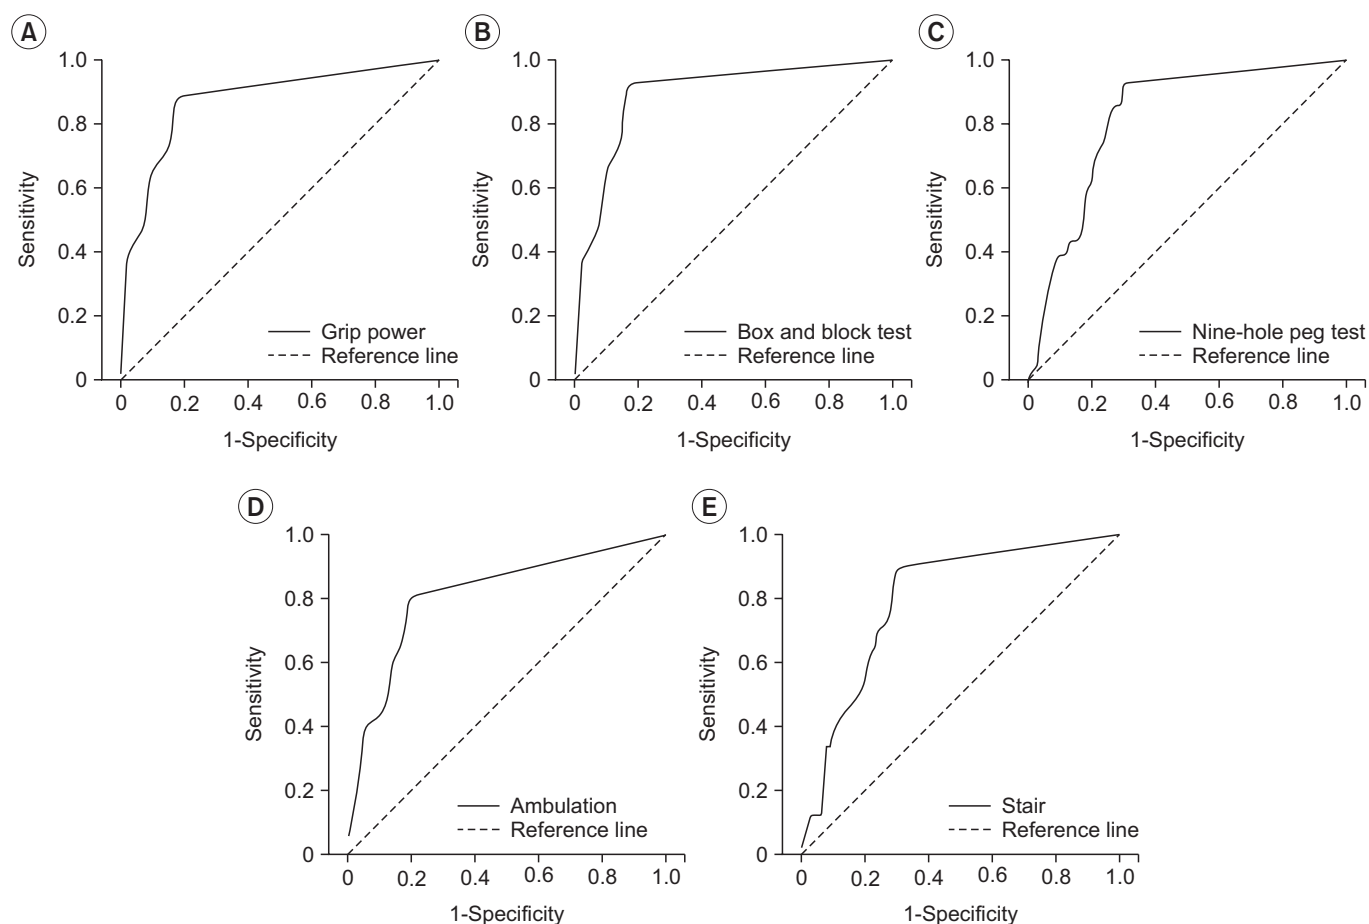 A
1.0
0.8
0.6
0.4
0.2
0
Sensitivity
Grip power
Reference line
0 0.2 0.4 0.6 0.8 1.0
1-Specificity
B
1.0
0.8
0.6
0.4
0.2
0
Sensitivity
Box and block test
Reference line
0 0.2 0.4 0.6 0.8 1.0
1-Specificity
C
1.0
0.8
0.6
0.4
0.2
0
Sensitivity
Nine-hole peg test
Reference line
0 0.2 0.4 0.6 0.8 1.0
1-Specificity
D
1.0
0.8
0.6
0.4
0.2
0
Sensitivity
Ambulation
Reference line
0 0.2 0.4 0.6 0.8 1.0
1-Specificity
E
1.0
0.8
0.6
0.4
0.2
0
Sensitivity
Stair
Reference line
0 0.2 0.4 0.6 0.8 1.0
1-Specificity